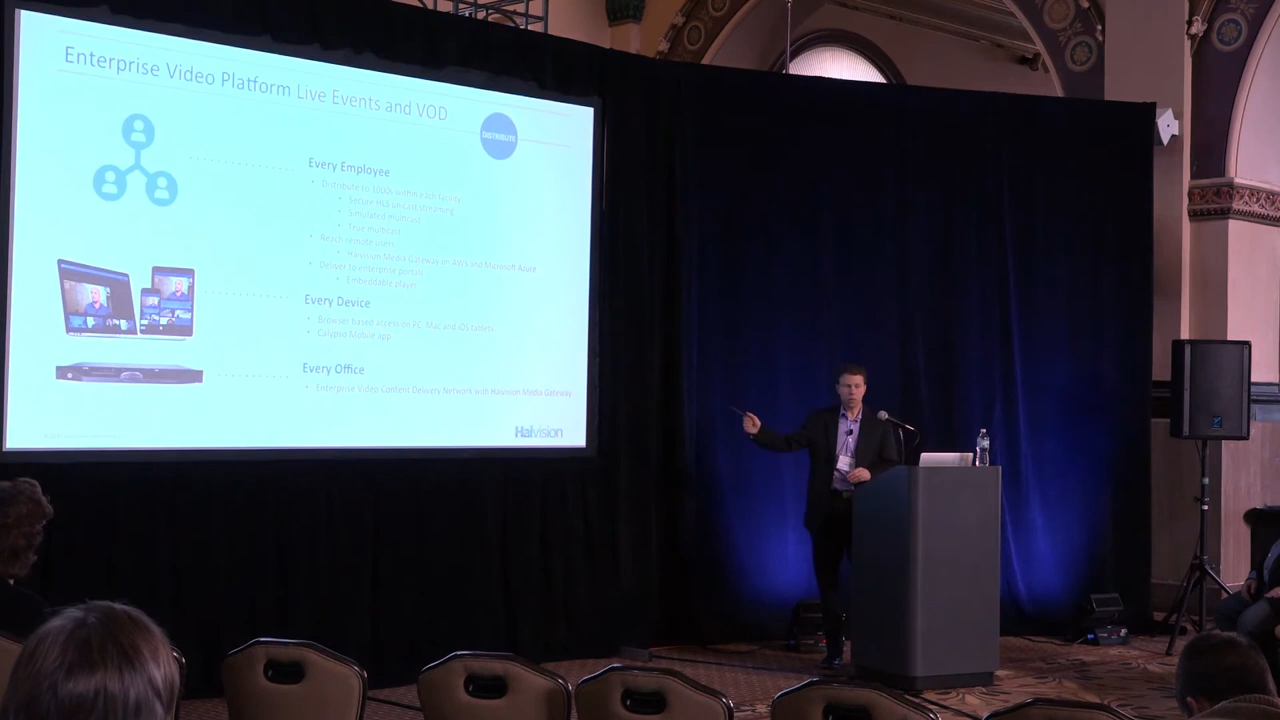 Enterprise Video Platform Live Events and VOD
DISTRIBUTE
Every Employee
• Distribute to 1000s within each facility
• Secure HLS unicast streaming
• Simulated multicast
• True multicast
• Reach remote users
• Haivision Media Gateway on AWS and Microsoft Azure
• Deliver to enterprise portals
• Embeddable player
Every Device
• Browser based access on PC, Mac and iOS tablets
• Calypso Mobile app
Every Office
• Enterprise Video Content Delivery Network with Haivision Media Gateway
Haivision